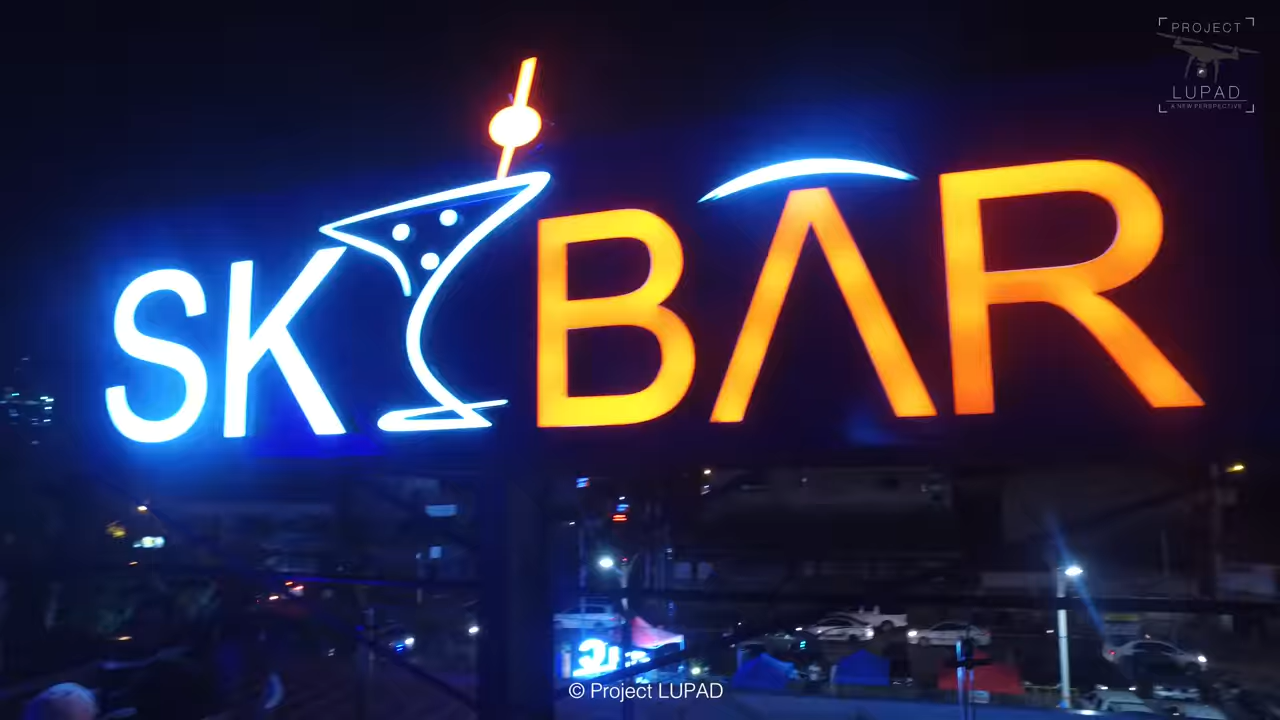 PROJECT
LUPAD
A NEW PERSPECTIVE
SKY BAR
© Project LUPAD